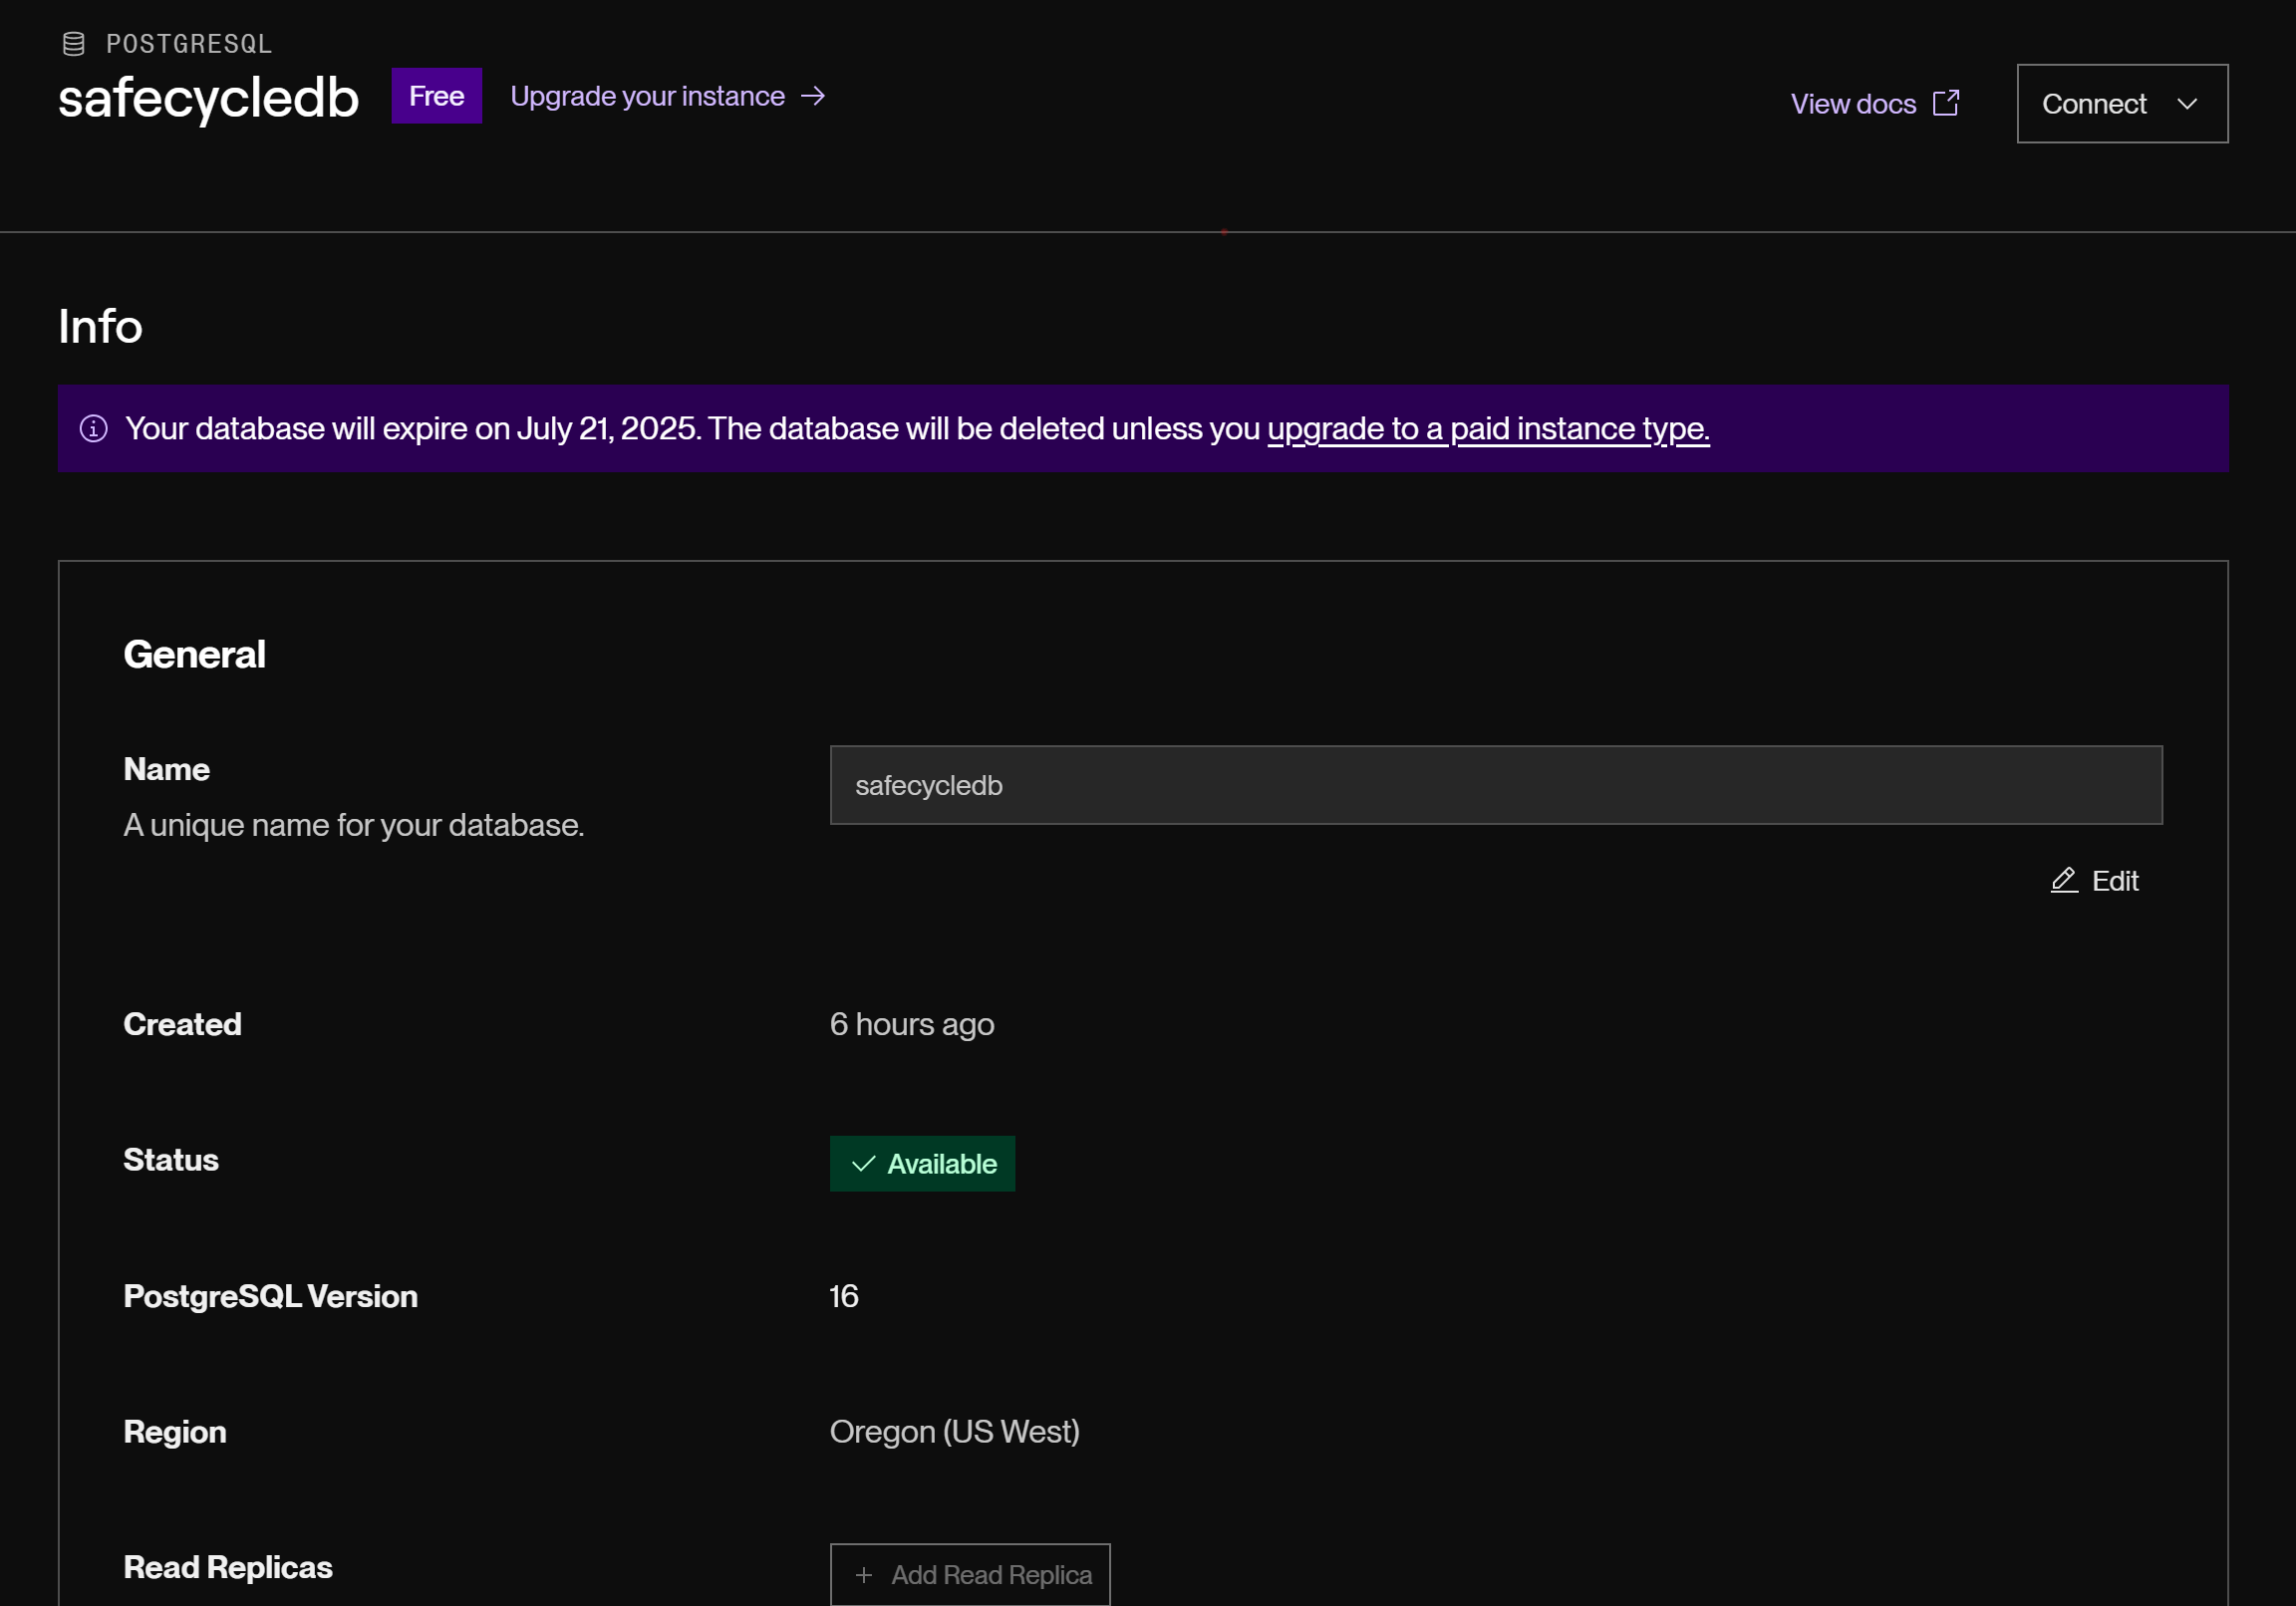 POSTGRESQL
safecycledb Free Upgrade your instance →
View docs Connect
Info
Your database will expire on July 21, 2025. The database will be deleted unless you upgrade to a paid instance type.
General
Name safecycledb
A unique name for your database.
Edit
Created 6 hours ago
Status Available
PostgreSQL Version 16
Region Oregon (US West)
Read Replicas + Add Read Replica